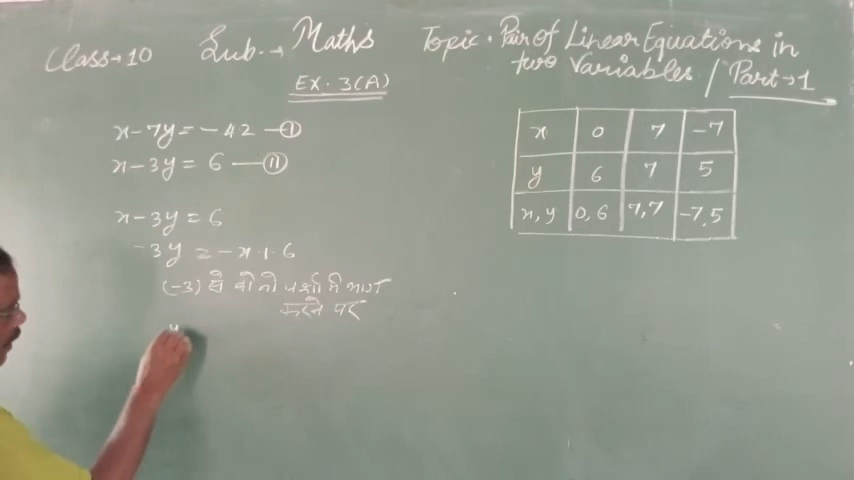 Class→10 Sub.→ Maths Topic. Pair of Linear Equations in
two Variables / Part→1
Ex. 3(A)
x-7y=-42 —(I)
x-3y=6 —(II)
x-3y=6
-3y=-x+6
(-3) से दोनो पक्षो मे भाग
करने पर
y
x 0 7 -7
y 6 7 5
x,y 0,6 7,7 -7,5